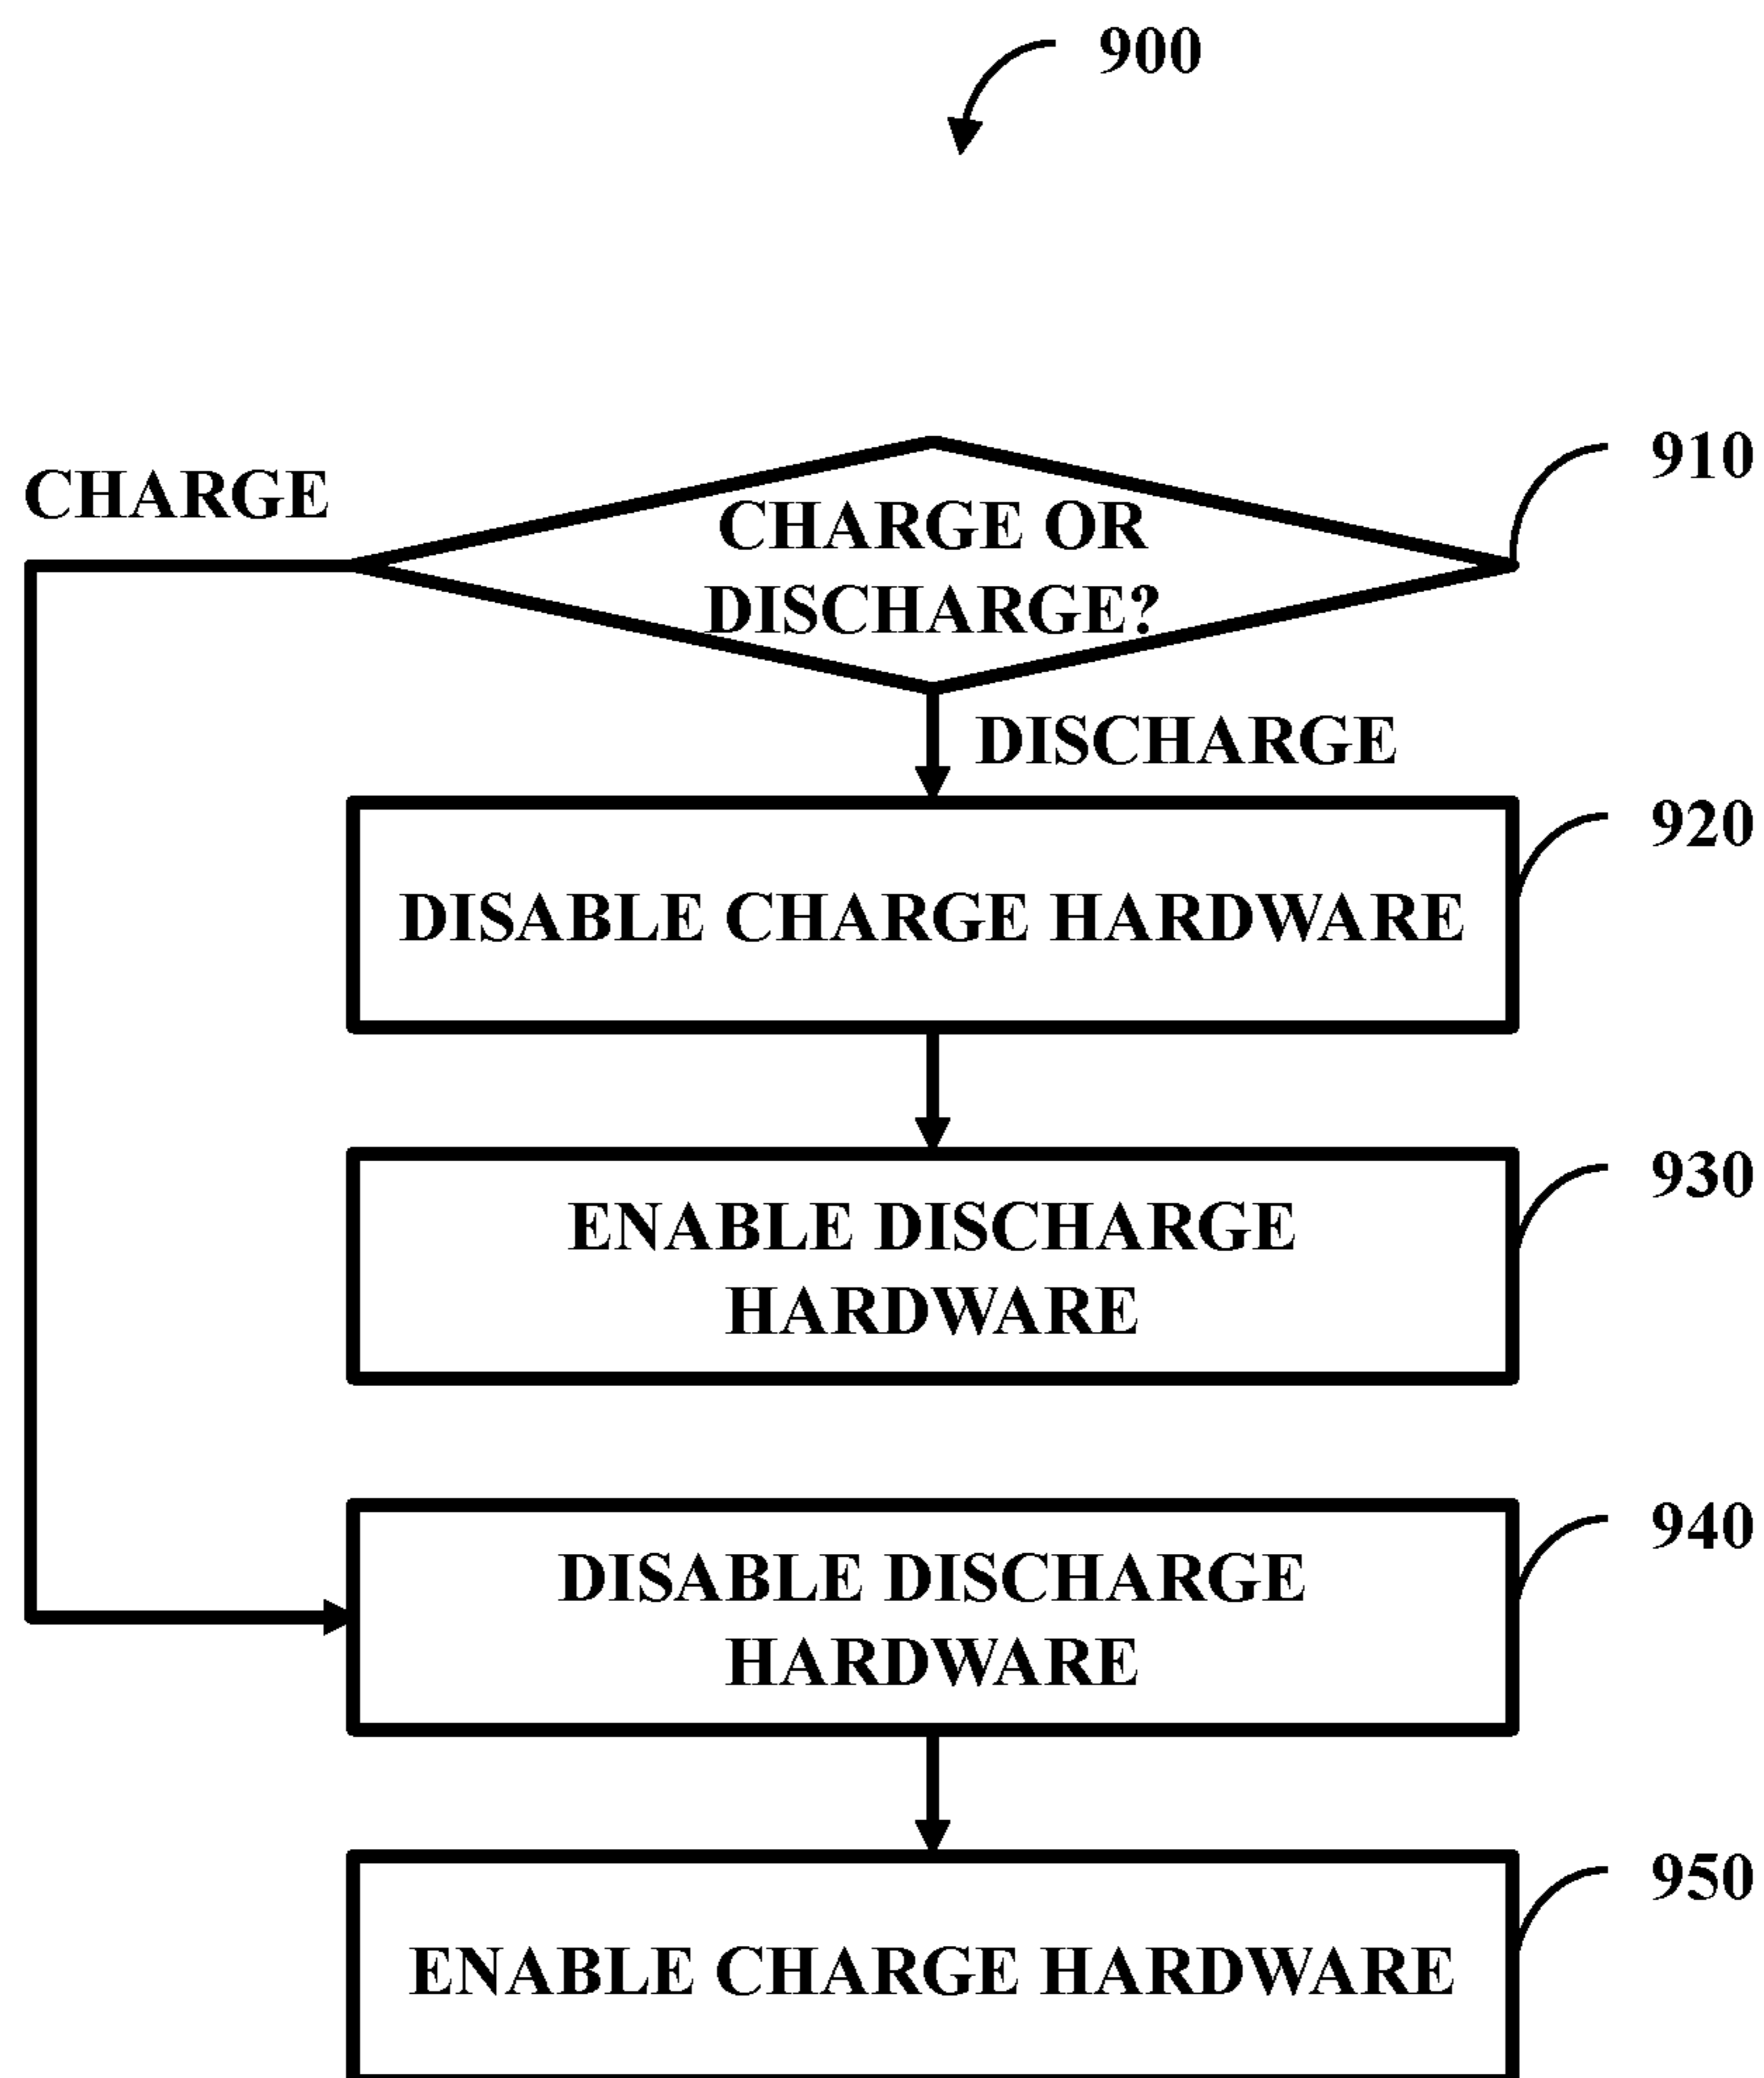 900
910
CHARGE
CHARGE OR
DISCHARGE?
DISCHARGE
920
DISABLE CHARGE HARDWARE
930
ENABLE DISCHARGE
HARDWARE
940
DISABLE DISCHARGE
HARDWARE
950
ENABLE CHARGE HARDWARE